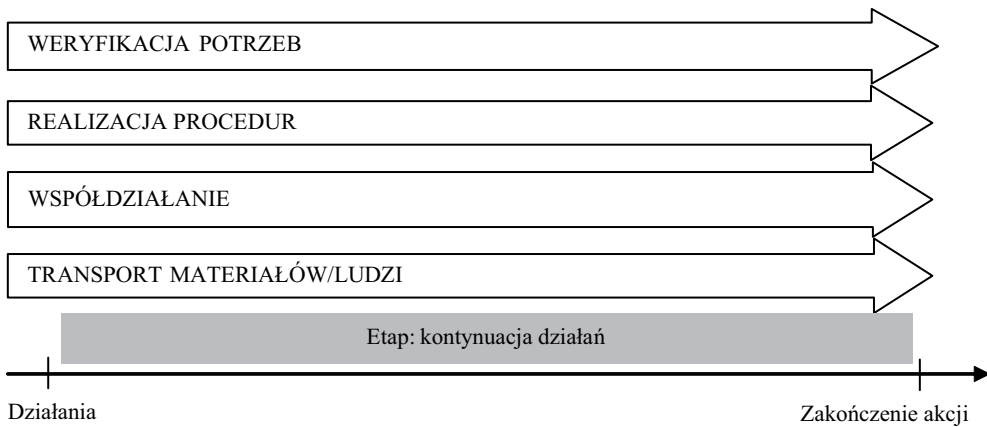 WERYFIKACJA POTRZEB
REALIZACJA PROCEDUR
WSPÓŁDZIAŁANIE
TRANSPORT MATERIAŁÓW/LUDZI
Etap: kontynuacja działań
Działania
Zakończenie akcji